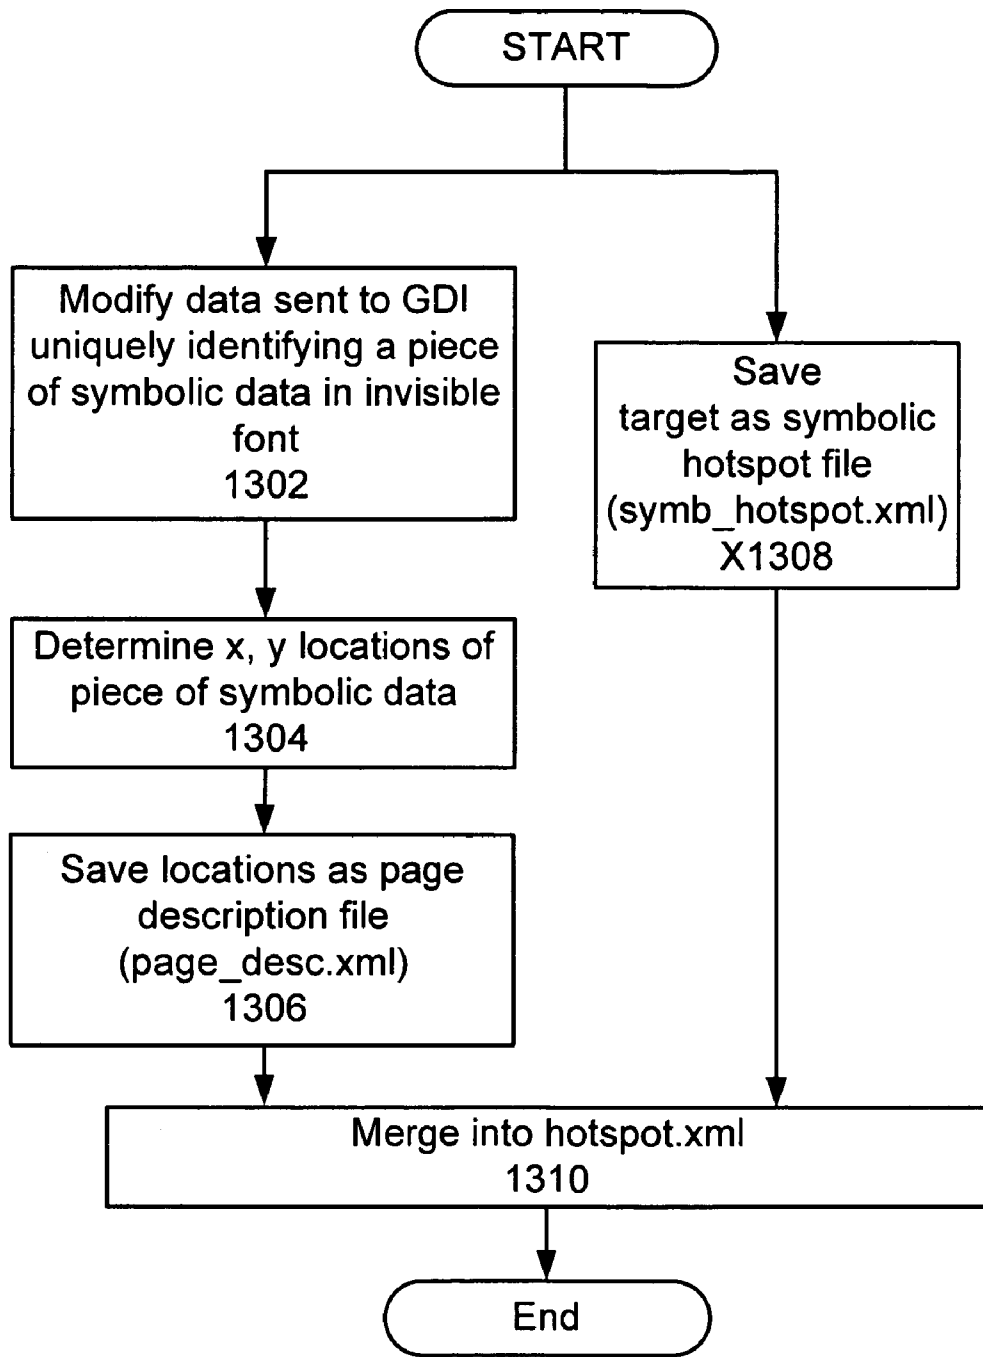 START
Modify data sent to GDI
uniquely identifying a piece
of symbolic data in invisible
font
1302
Save
target as symbolic
hotspot file
(symb_hotspot.xml)
X1308
Determine x, y locations of
piece of symbolic data
1304
Save locations as page
description file
(page_desc.xml)
1306
Merge into hotspot.xml
1310
End